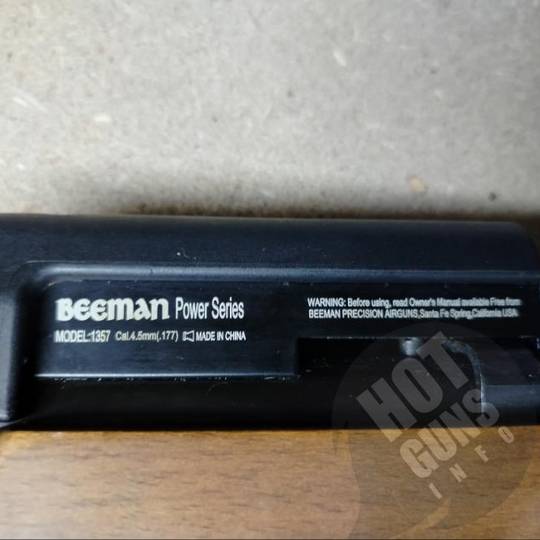 BEEMAN Power Series
MODEL:1357 Cal.4.5mm(.177) MADE IN CHINA
WARNING: Before using, read Owner's Manual available Free from
BEEMAN PRECISION AIRGUNS,Santa Fe Spring,California USA
HOT
GUNS
INFO